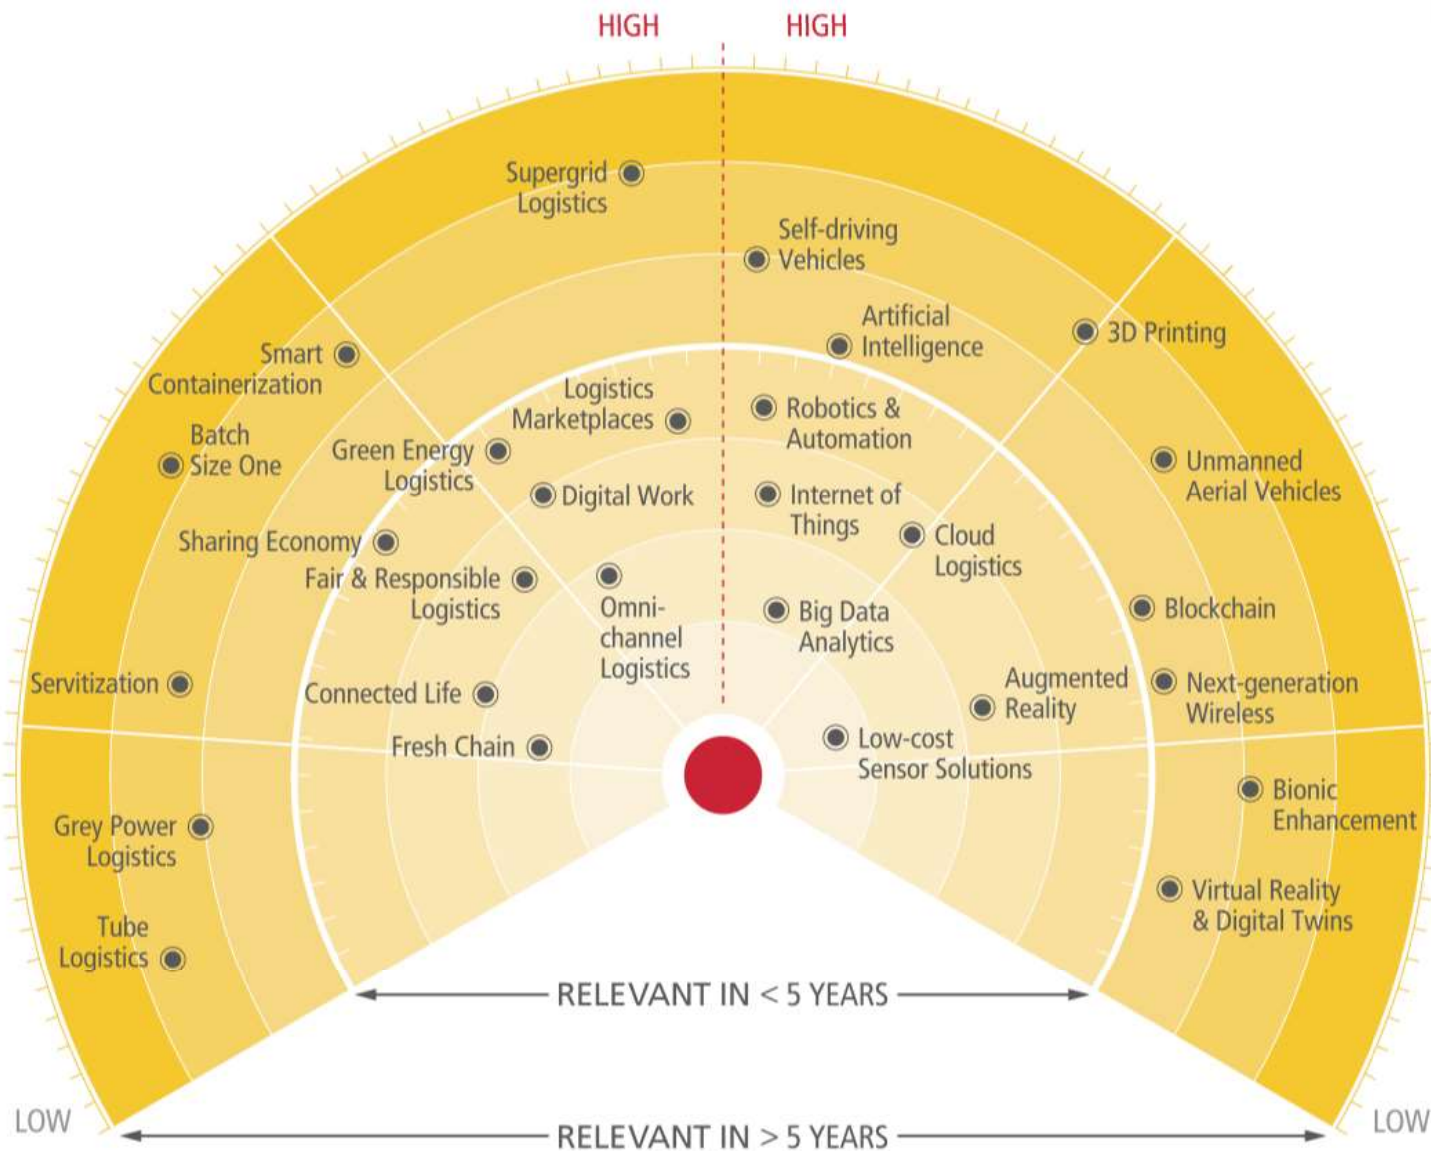 HIGH
HIGH
Supergrid
Logistics
Self-driving
Vehicles
Artificial
Intelligence
3D Printing
Smart
Containerization
Logistics
Marketplaces
Robotics &
Automation
Batch
Size One
Green Energy
Logistics
Unmanned
Aerial Vehicles
Digital Work
Internet of
Things
Sharing Economy
Cloud
Logistics
Fair & Responsible
Logistics
Omni-
channel
Logistics
Big Data
Analytics
Blockchain
Servitization
Connected Life
Augmented
Reality
Next-generation
Wireless
Fresh Chain
Low-cost
Sensor Solutions
Bionic
Enhancement
Grey Power
Logistics
Virtual Reality
& Digital Twins
Tube
Logistics
RELEVANT IN < 5 YEARS
LOW
LOW
RELEVANT IN > 5 YEARS